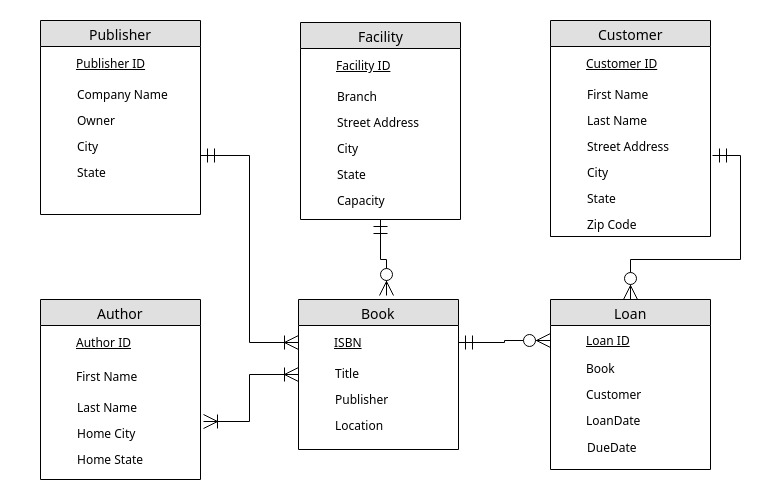 Publisher
Publisher ID
Company Name
Owner
City
State
Facility
Facility ID
Branch
Street Address
City
State
Capacity
Customer
Customer ID
First Name
Last Name
Street Address
City
State
Zip Code
Author
Author ID
First Name
Last Name
Home City
Home State
Book
ISBN
Title
Publisher
Location
Loan
Loan ID
Book
Customer
LoanDate
DueDate